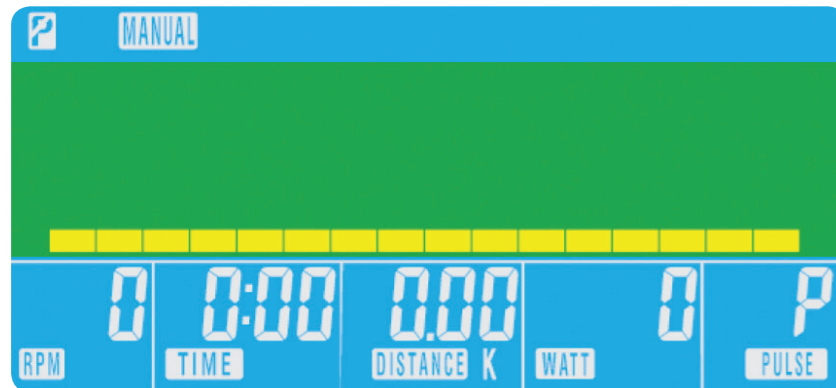 P MANUAL
0 0:00 0.00 0 P
RPM TIME DISTANCE K WATT PULSE